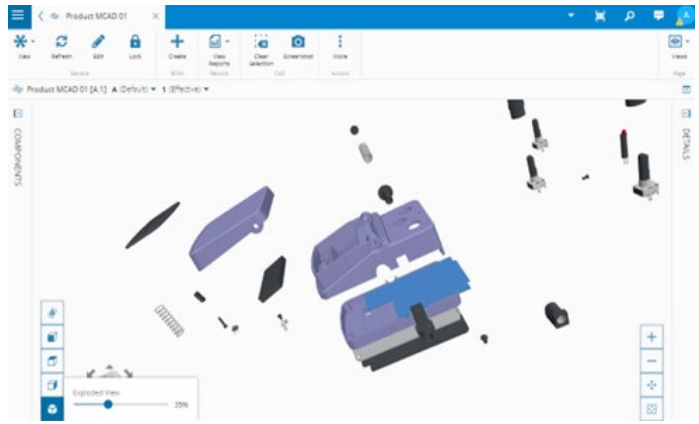 Product MCAD 01
New
Refresh
Edit
Lock
Create
View Reports
Clear Selection
Screenshot
More
Views
Service
BOM
Reports
CAD
Actions
Page
Product MCAD 01 [A.1] A (Default) 1 (Effective)
COMPONENTS
DETAILS
Exploded View
35%
A